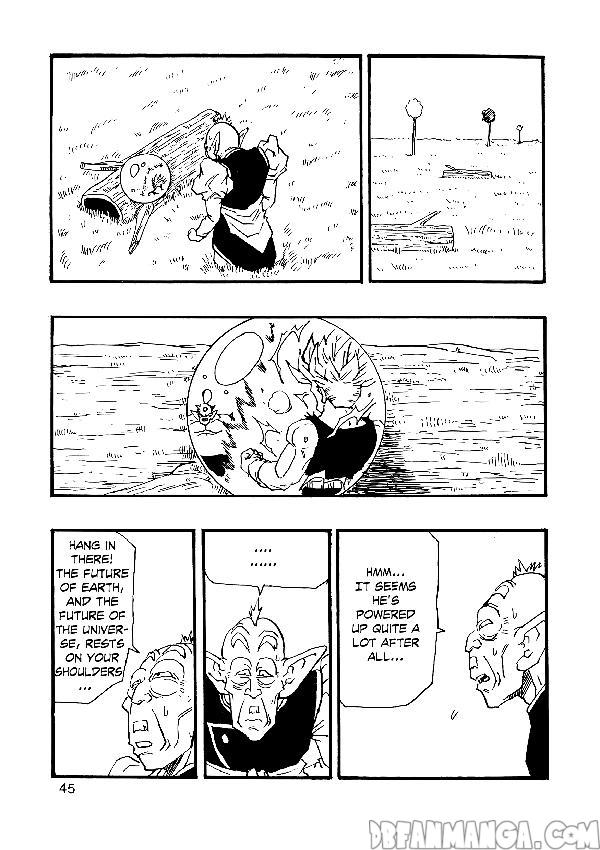 HMM...
IT SEEMS
HE'S
POWERED
UP QUITE
A LOT
AFTER
ALL...
....
......
HANG IN
THERE!
THE FUTURE
OF EARTH,
AND THE
FUTURE OF
THE UNIVER-
SE, RESTS
ON YOUR
SHOULDERS
...
45
DBFANMANGA.COM